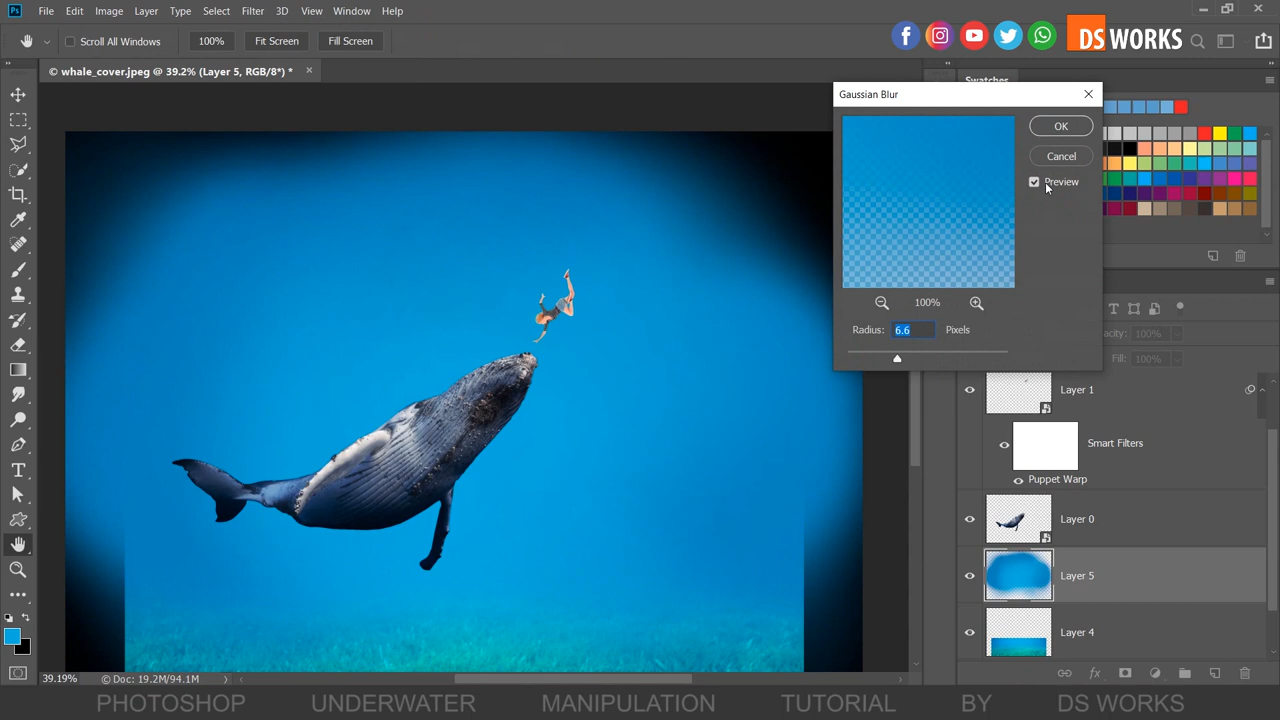 Ps File Edit Image Layer Type Select Filter 3D View Window Help
Scroll All Windows 100% Fit Screen Fill Screen
DS WORKS
© whale_cover.jpeg @ 39.2% (Layer 5, RGB/8*) *
Swatches
Gaussian Blur
OK
Cancel
Preview
100%
Radius: 6.6 Pixels
acity: 100%
Fill: 100%
Layer 1
Smart Filters
Puppet Warp
Layer 0
Layer 5
Layer 4
fx
39.19% © Doc: 19.2M/94.1M
PHOTOSHOP UNDERWATER MANIPULATION TUTORIAL BY DS WORKS